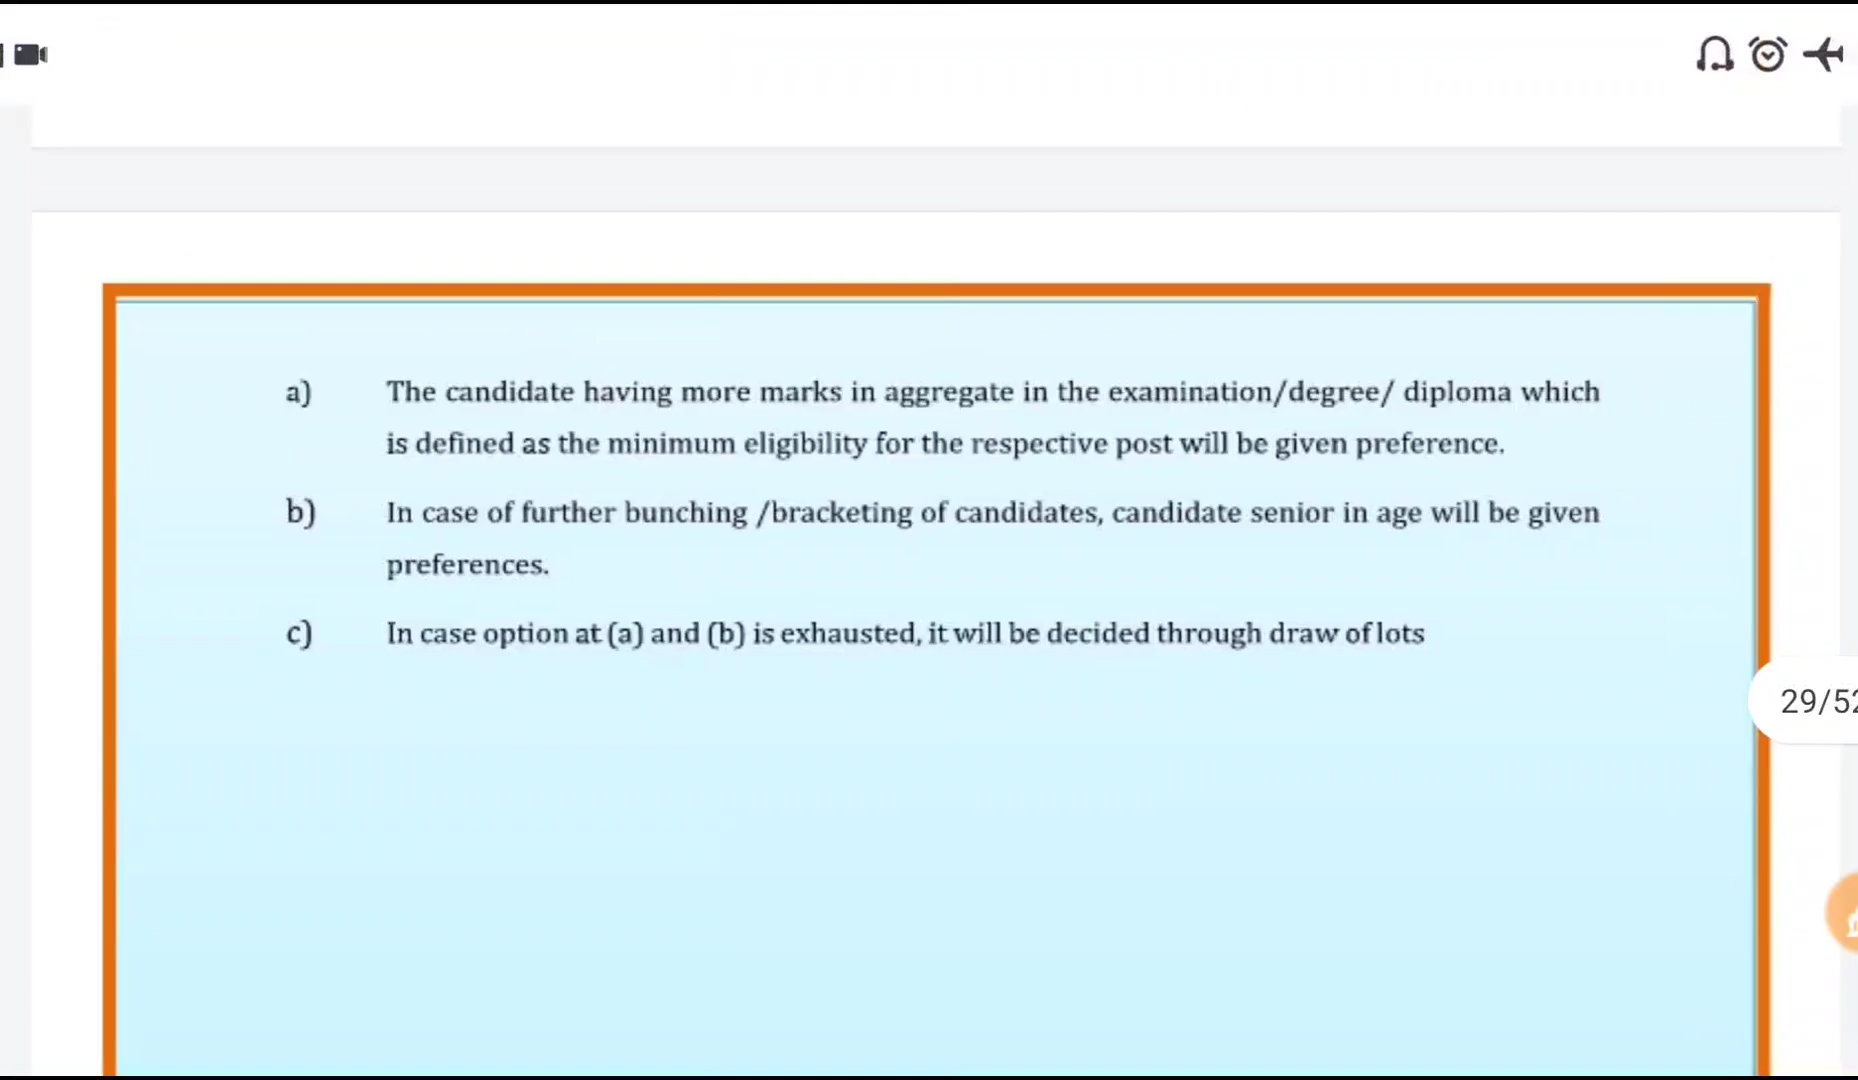 a) The candidate having more marks in aggregate in the examination/degree/ diploma which
is defined as the minimum eligibility for the respective post will be given preference.
b) In case of further bunching /bracketing of candidates, candidate senior in age will be given
preferences.
c) In case option at (a) and (b) is exhausted, it will be decided through draw of lots
29/52